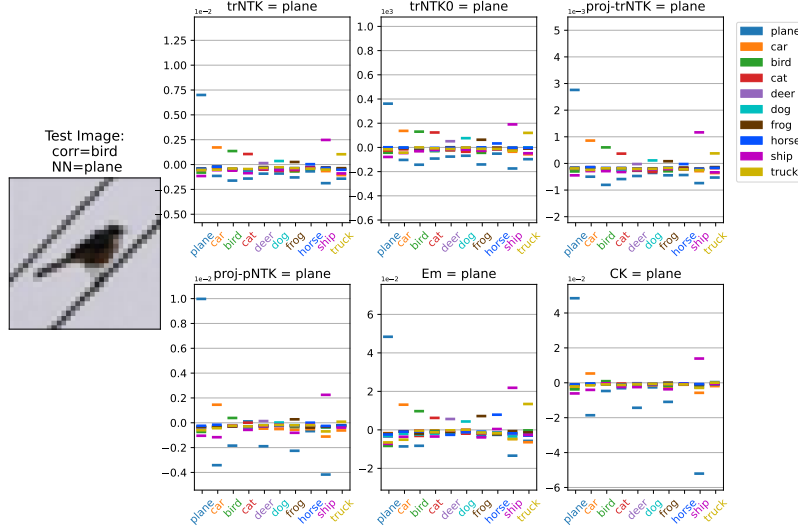 trNTK = plane
1e−2
1.25
1.00
0.75
0.50
0.25
0.00
−0.25
−0.50
plane
car
bird
cat
deer
dog
frog
horse
ship
truck
trNTK0 = plane
1e3
1.0
0.8
0.6
0.4
0.2
0.0
−0.2
−0.4
−0.6
plane
car
bird
cat
deer
dog
frog
horse
ship
truck
proj-trNTK = plane
1e−3
5
4
3
2
1
0
−1
−2
plane
car
bird
cat
deer
dog
frog
horse
ship
truck
plane
car
bird
cat
deer
dog
frog
horse
ship
truck
Test Image:
corr=bird
NN=plane
proj-pNTK = plane
1e−2
1.0
0.8
0.6
0.4
0.2
0.0
−0.2
−0.4
plane
car
bird
cat
deer
dog
frog
horse
ship
truck
Em = plane
1e−2
6
4
2
0
−2
plane
car
bird
cat
deer
dog
frog
horse
ship
truck
CK = plane
1e−2
4
2
0
−2
−4
−6
plane
car
bird
cat
deer
dog
frog
horse
ship
truck